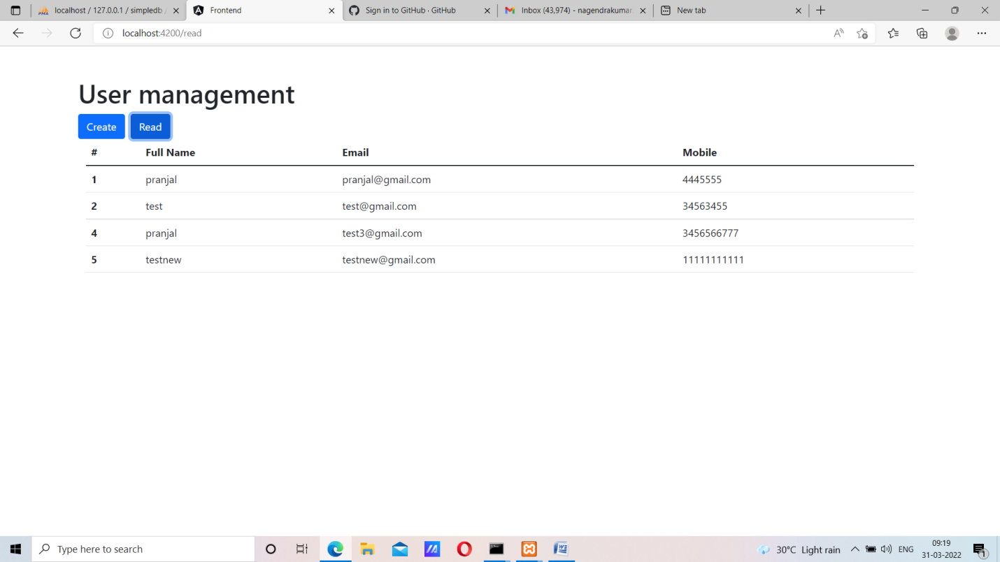 localhost / 127.0.0.1 / simpledb
Frontend
Sign in to GitHub · GitHub
Inbox (43,974) - nagendrakumar
New tab
localhost:4200/read
User management
Create Read
# Full Name Email Mobile
1 pranjal pranjal@gmail.com 4445555
2 test test@gmail.com 34563455
4 pranjal test3@gmail.com 3456566777
5 testnew testnew@gmail.com 11111111111
Type here to search
30°C Light rain
ENG
09:19
31-03-2022
1